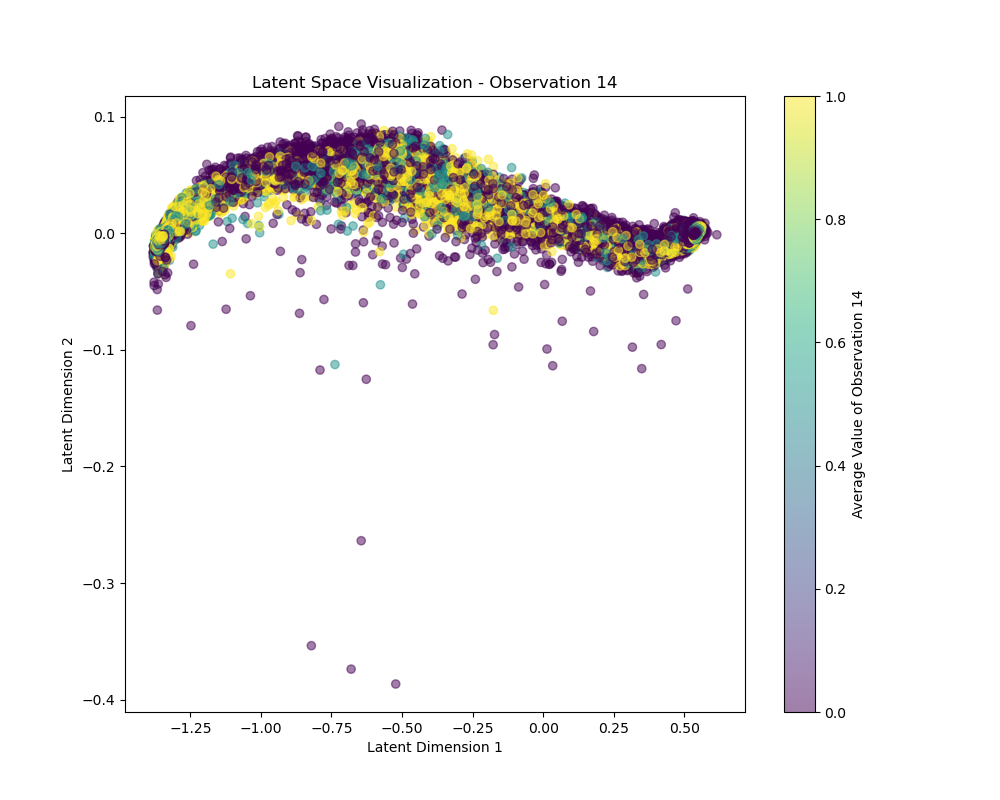 Latent Space Visualization - Observation 14
0.1
0.0
−0.1
−0.2
−0.3
−0.4
Latent Dimension 2
−1.25 −1.00 −0.75 −0.50 −0.25 0.00 0.25 0.50
Latent Dimension 1
1.0
0.8
0.6
0.4
0.2
0.0
Average Value of Observation 14